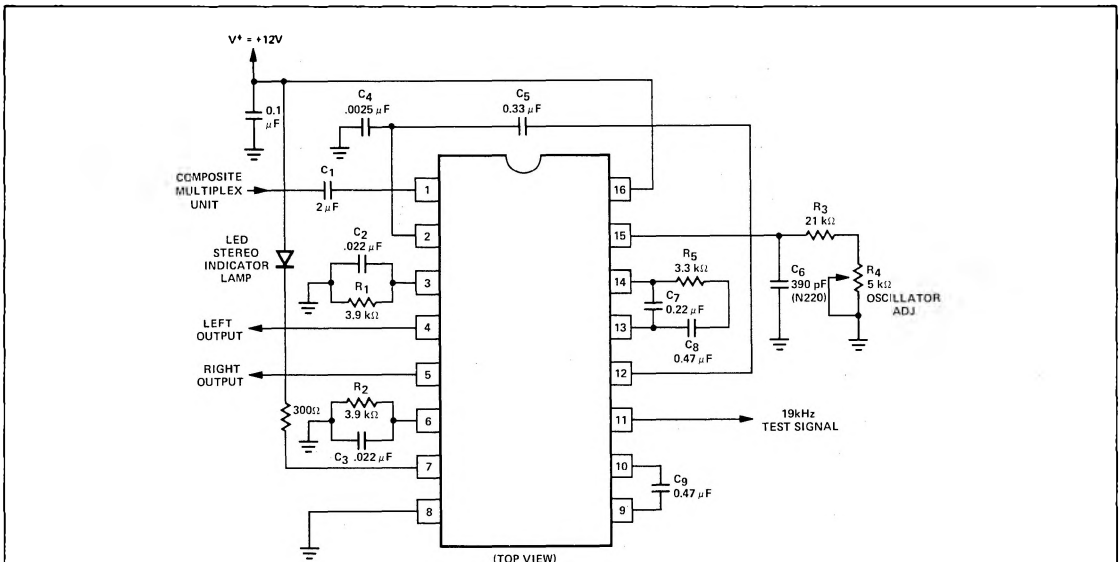 V+ = +12V
0.1
μF
C4
.0025 μF
C5
0.33 μF
COMPOSITE
MULTIPLEX
UNIT
C1
2 μF
1
16
R3
21 kΩ
2
15
LED
STEREO
INDICATOR
LAMP
C2
.022 μF
R1
3.9 kΩ
3
14
R5
3.3 kΩ
C7
0.22 μF
C6
390 pF
(N220)
R4
5 kΩ
OSCILLATOR
ADJ
LEFT
OUTPUT
4
13
C8
0.47 μF
RIGHT
OUTPUT
5
12
300Ω
R2
3.9 kΩ
C3 .022 μF
6
11
19kHz
TEST SIGNAL
7
10
C9
0.47 μF
8
9
(TOP VIEW)